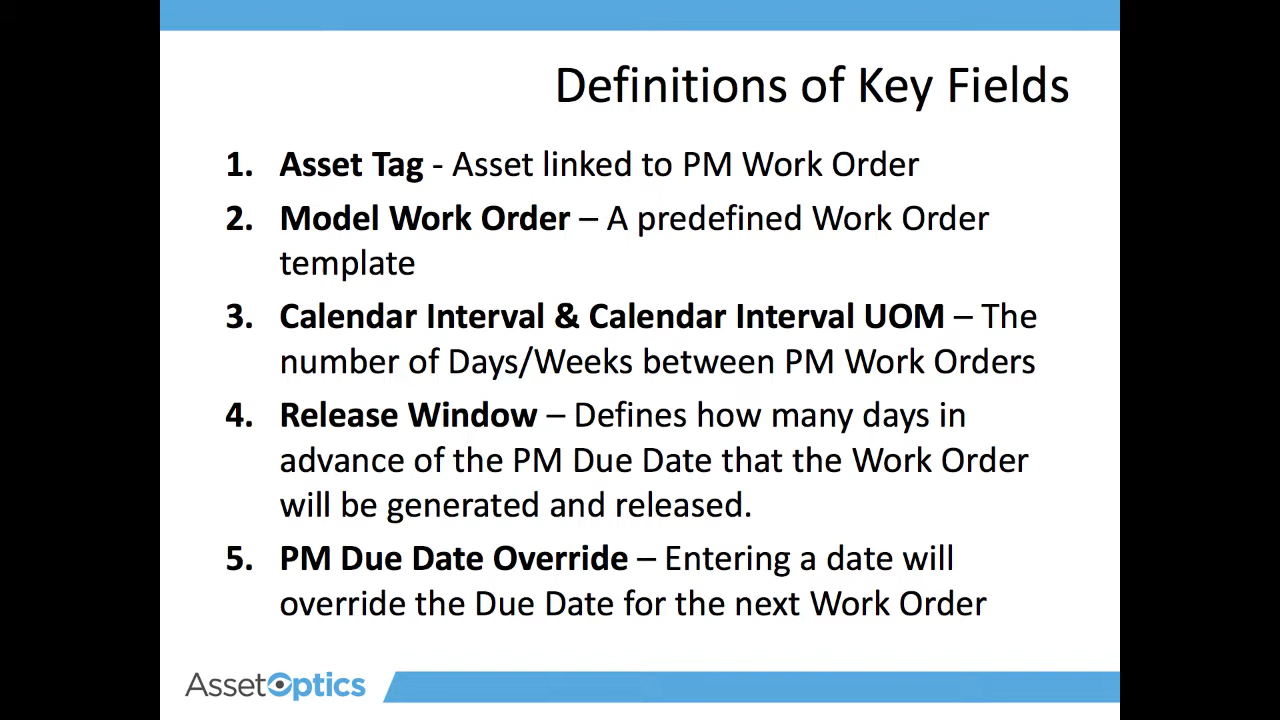 Definitions of Key Fields
1. Asset Tag - Asset linked to PM Work Order
2. Model Work Order – A predefined Work Order
template
3. Calendar Interval & Calendar Interval UOM – The
number of Days/Weeks between PM Work Orders
4. Release Window – Defines how many days in
advance of the PM Due Date that the Work Order
will be generated and released.
5. PM Due Date Override – Entering a date will
override the Due Date for the next Work Order
AssetOptics